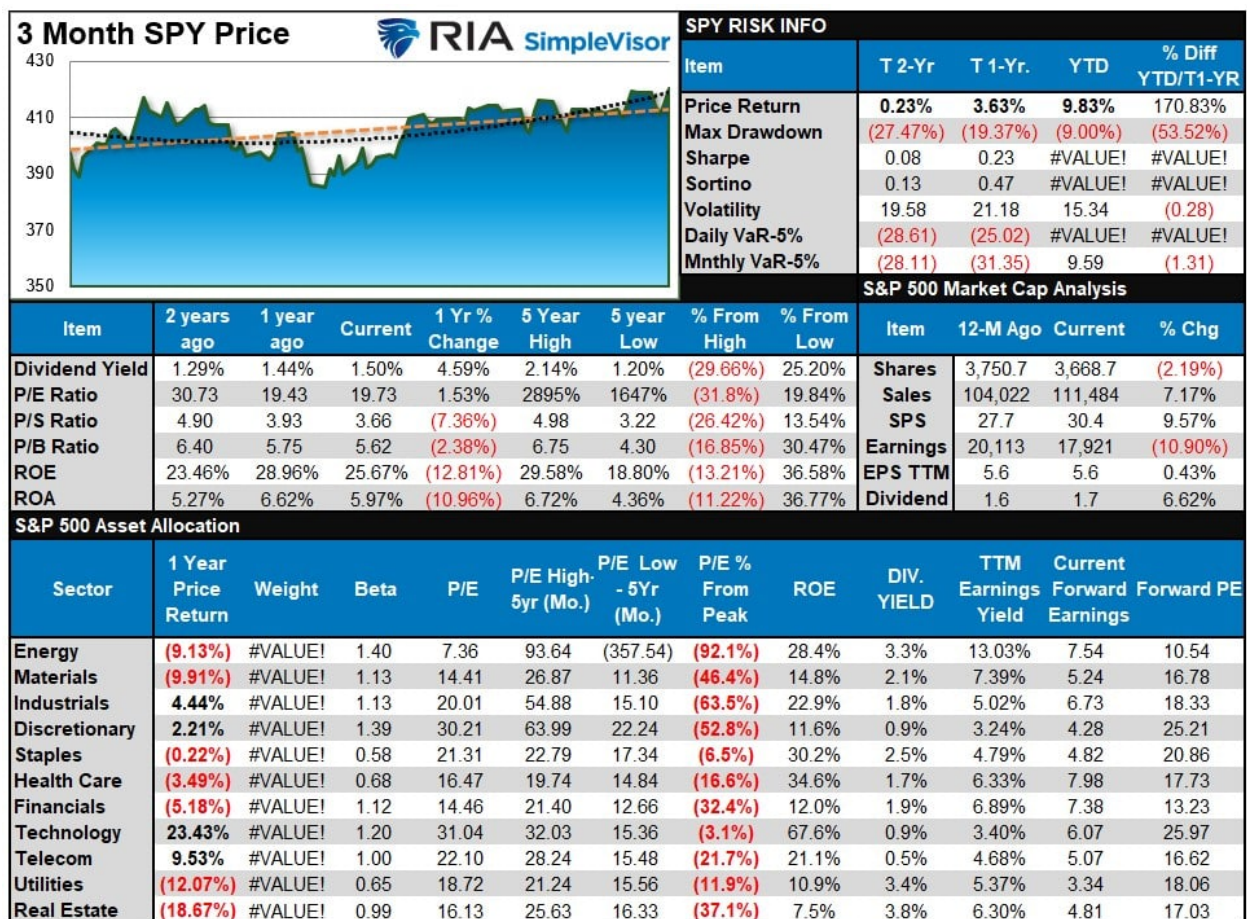 3 Month SPY Price
RIA SimpleVisor
430
410
390
370
350
SPY RISK INFO
Item T 2-Yr T 1-Yr. YTD % Diff YTD/T1-YR
Price Return 0.23% 3.63% 9.83% 170.83%
Max Drawdown (27.47%) (19.37%) (9.00%) (53.52%)
Sharpe 0.08 0.23 #VALUE! #VALUE!
Sortino 0.13 0.47 #VALUE! #VALUE!
Volatility 19.58 21.18 15.34 (0.28)
Daily VaR-5% (28.61) (25.02) #VALUE! #VALUE!
Mnthly VaR-5% (28.11) (31.35) 9.59 (1.31)
Item 2 years ago 1 year ago Current 1 Yr % Change 5 Year High 5 year Low % From High % From Low
Dividend Yield 1.29% 1.44% 1.50% 4.59% 2.14% 1.20% (29.66%) 25.20%
P/E Ratio 30.73 19.43 19.73 1.53% 2895% 1647% (31.8%) 19.84%
P/S Ratio 4.90 3.93 3.66 (7.36%) 4.98 3.22 (26.42%) 13.54%
P/B Ratio 6.40 5.75 5.62 (2.38%) 6.75 4.30 (16.85%) 30.47%
ROE 23.46% 28.96% 25.67% (12.81%) 29.58% 18.80% (13.21%) 36.58%
ROA 5.27% 6.62% 5.97% (10.96%) 6.72% 4.36% (11.22%) 36.77%
S&P 500 Market Cap Analysis
Item 12-M Ago Current % Chg
Shares 3,750.7 3,668.7 (2.19%)
Sales 104,022 111,484 7.17%
SPS 27.7 30.4 9.57%
Earnings 20,113 17,921 (10.90%)
EPS TTM 5.6 5.6 0.43%
Dividend 1.6 1.7 6.62%
S&P 500 Asset Allocation
Sector 1 Year Price Return Weight Beta P/E P/E High- 5yr (Mo.) P/E Low - 5Yr (Mo.) P/E % From Peak ROE DIV. YIELD TTM Earnings Yield Current Forward Earnings Forward PE
Energy (9.13%) #VALUE! 1.40 7.36 93.64 (357.54) (92.1%) 28.4% 3.3% 13.03% 7.54 10.54
Materials (9.91%) #VALUE! 1.13 14.41 26.87 11.36 (46.4%) 14.8% 2.1% 7.39% 5.24 16.78
Industrials 4.44% #VALUE! 1.13 20.01 54.88 15.10 (63.5%) 22.9% 1.8% 5.02% 6.73 18.33
Discretionary 2.21% #VALUE! 1.39 30.21 63.99 22.24 (52.8%) 11.6% 0.9% 3.24% 4.28 25.21
Staples (0.22%) #VALUE! 0.58 21.31 22.79 17.34 (6.5%) 30.2% 2.5% 4.79% 4.82 20.86
Health Care (3.49%) #VALUE! 0.68 16.47 19.74 14.84 (16.6%) 34.6% 1.7% 6.33% 7.98 17.73
Financials (5.18%) #VALUE! 1.12 14.46 21.40 12.66 (32.4%) 12.0% 1.9% 6.89% 7.38 13.23
Technology 23.43% #VALUE! 1.20 31.04 32.03 15.36 (3.1%) 67.6% 0.9% 3.40% 6.07 25.97
Telecom 9.53% #VALUE! 1.00 22.10 28.24 15.48 (21.7%) 21.1% 0.5% 4.68% 5.07 16.62
Utilities (12.07%) #VALUE! 0.65 18.72 21.24 15.56 (11.9%) 10.9% 3.4% 5.37% 3.34 18.06
Real Estate (18.67%) #VALUE! 0.99 16.13 25.63 16.33 (37.1%) 7.5% 3.8% 6.30% 4.81 17.03